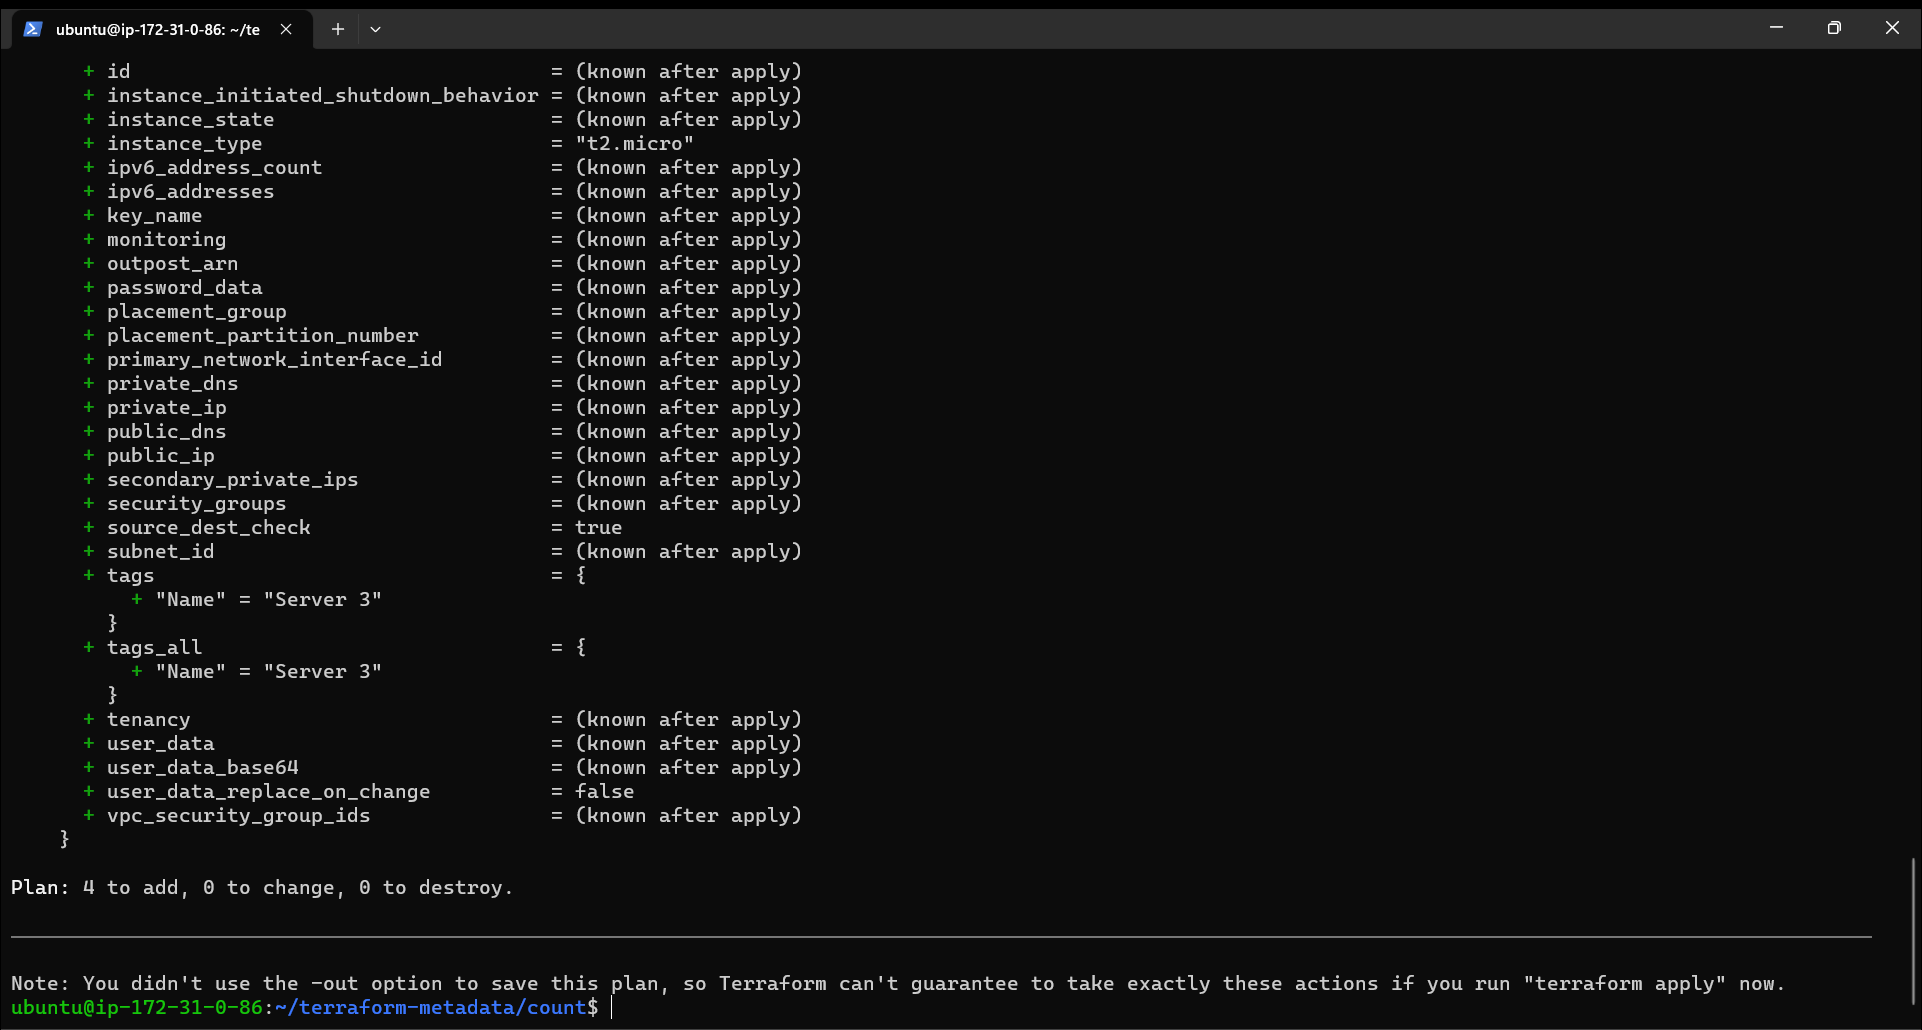 ubuntu@ip-172-31-0-86: ~/te
+ id = (known after apply)
+ instance_initiated_shutdown_behavior = (known after apply)
+ instance_state = (known after apply)
+ instance_type = "t2.micro"
+ ipv6_address_count = (known after apply)
+ ipv6_addresses = (known after apply)
+ key_name = (known after apply)
+ monitoring = (known after apply)
+ outpost_arn = (known after apply)
+ password_data = (known after apply)
+ placement_group = (known after apply)
+ placement_partition_number = (known after apply)
+ primary_network_interface_id = (known after apply)
+ private_dns = (known after apply)
+ private_ip = (known after apply)
+ public_dns = (known after apply)
+ public_ip = (known after apply)
+ secondary_private_ips = (known after apply)
+ security_groups = (known after apply)
+ source_dest_check = true
+ subnet_id = (known after apply)
+ tags = {
+ "Name" = "Server 3"
}
+ tags_all = {
+ "Name" = "Server 3"
}
+ tenancy = (known after apply)
+ user_data = (known after apply)
+ user_data_base64 = (known after apply)
+ user_data_replace_on_change = false
+ vpc_security_group_ids = (known after apply)
}
Plan: 4 to add, 0 to change, 0 to destroy.
Note: You didn't use the -out option to save this plan, so Terraform can't guarantee to take exactly these actions if you run "terraform apply" now.
ubuntu@ip-172-31-0-86:~/terraform-metadata/count$